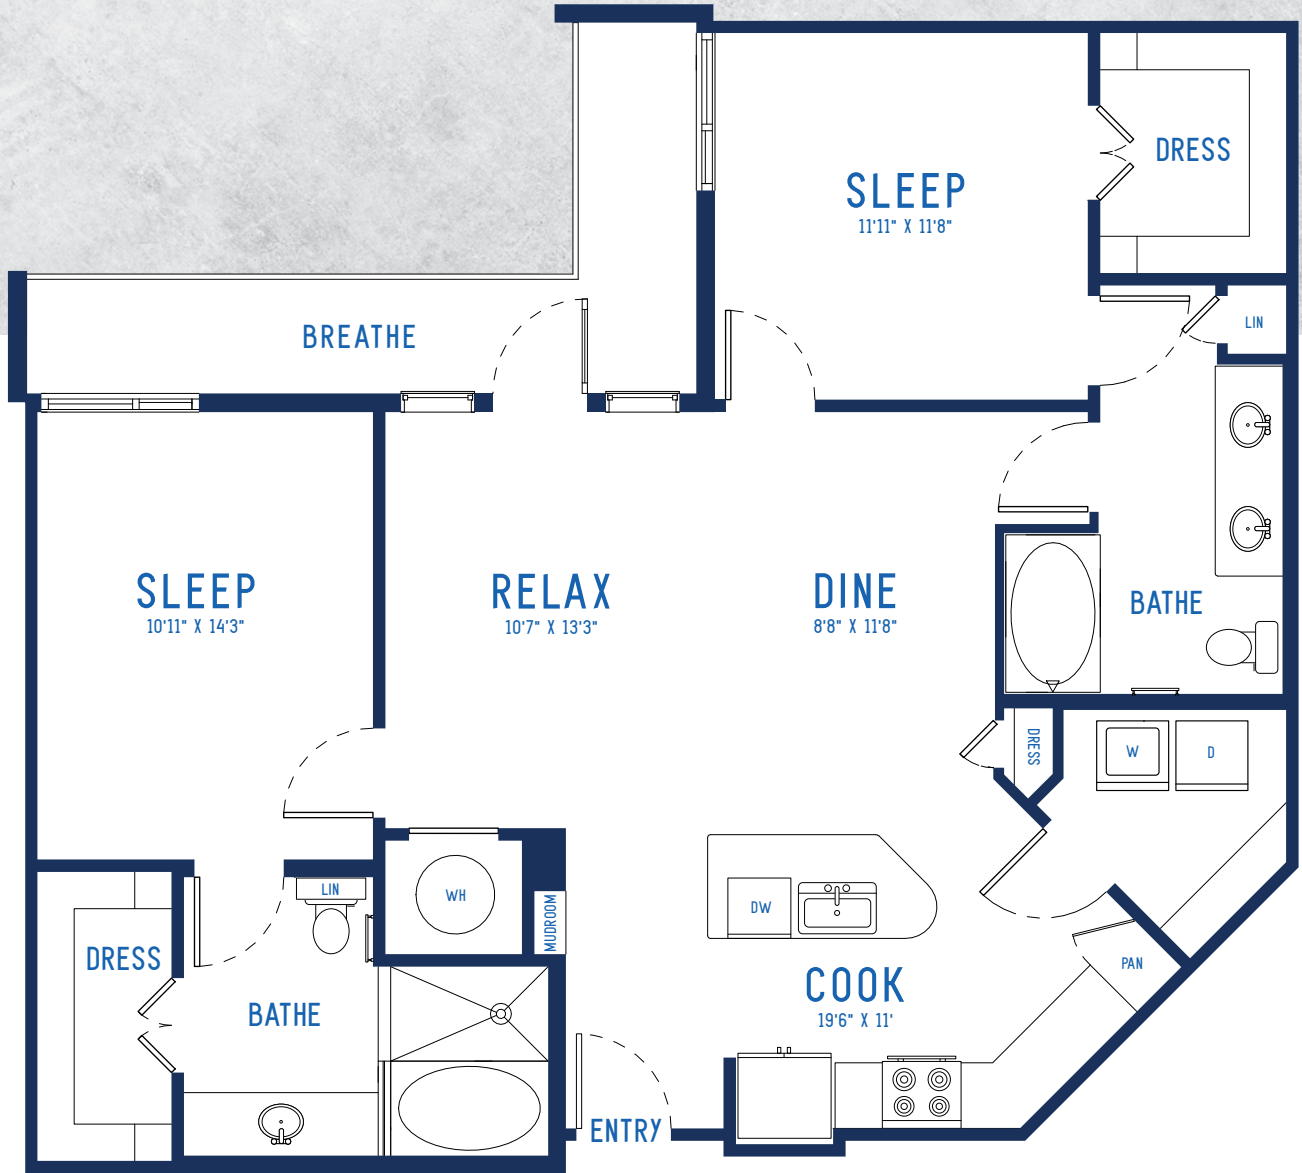 DRESS
SLEEP
11'11" X 11'8"
LIN
BREATHE
SLEEP
10'11" X 14'3"
RELAX
10'7" X 13'3"
DINE
8'8" X 11'8"
BATHE
DRESS
W
D
LIN
WH
MUDROOM
DW
DRESS
PAN
COOK
19'6" X 11'
BATHE
ENTRY